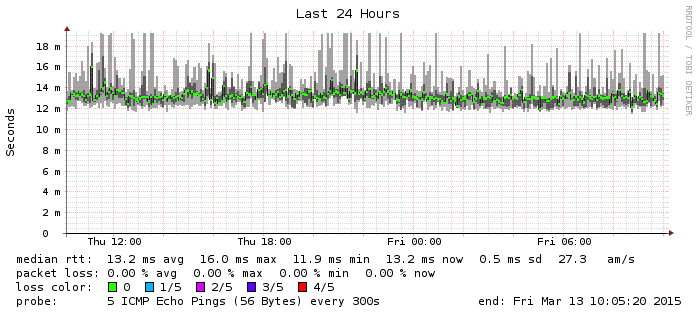 Last 24 Hours
RRDTOOL / TOBI OETIKER
Seconds
18 m
16 m
14 m
12 m
10 m
8 m
6 m
4 m
2 m
0
Thu 12:00 Thu 18:00 Fri 00:00 Fri 06:00
median rtt: 13.2 ms avg 16.0 ms max 11.9 ms min 13.2 ms now 0.5 ms sd 27.3 am/s
packet loss: 0.00 % avg 0.00 % max 0.00 % min 0.00 % now
loss color: 0 1/5 2/5 3/5 4/5
probe: 5 ICMP Echo Pings (56 Bytes) every 300s end: Fri Mar 13 10:05:20 2015